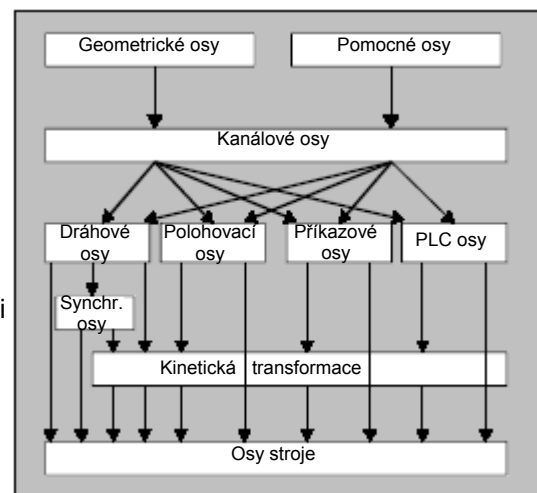 Geometrické osy
Pomocné osy
Kanálové osy
Dráhové
osy
Polohovací
osy
Příkazové
osy
PLC osy
i
Synchr.
osy
Kinetická transformace
Osy stroje